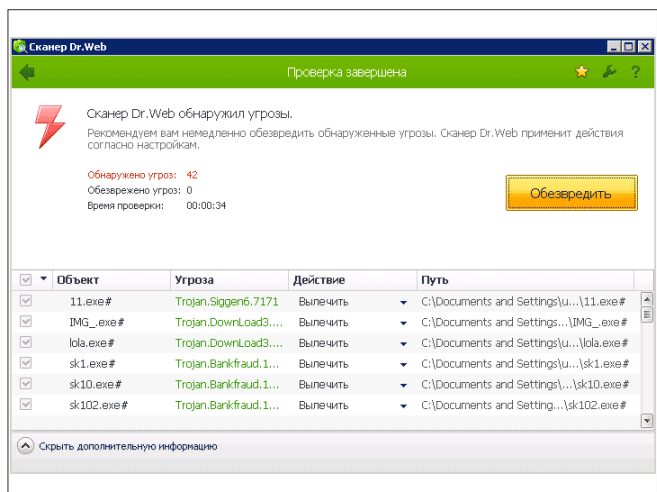 Сканер Dr.Web
Проверка завершена
?
Сканер Dr.Web обнаружил угрозы.
Рекомендуем вам немедленно обезвредить обнаруженные угрозы. Сканер Dr.Web применит действия
согласно настройкам.
Обнаружено угроз: 42
Обезврежено угроз: 0
Время проверки: 00:00:34
Обезвредить
Объект Угроза Действие Путь
11.exe# Trojan.Siggen6.7171 Вылечить C:\Documents and Settings\u...\11.exe#
IMG_.exe# Trojan.DownLoad3.... Вылечить C:\Documents and Settings...\IMG_.exe#
lola.exe# Trojan.DownLoad3.... Вылечить C:\Documents and Settings\u...\lola.exe#
sk1.exe# Trojan.Bankfraud.1... Вылечить C:\Documents and Settings\u...\sk1.exe#
sk10.exe# Trojan.Bankfraud.1... Вылечить C:\Documents and Settings\...\sk10.exe#
sk102.exe# Trojan.Bankfraud.1... Вылечить C:\Documents and Setting...\sk102.exe#
Скрыть дополнительную информацию